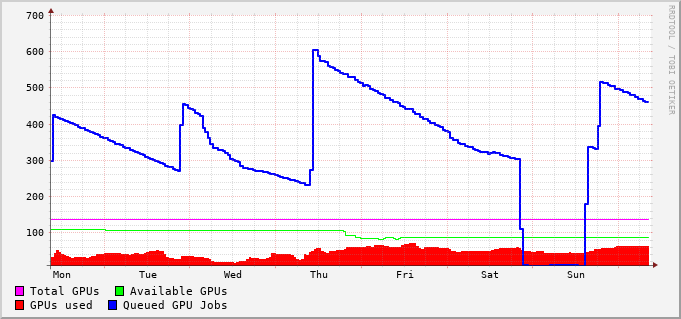 700
600
500
400
300
200
100
Mon Tue Wed Thu Fri Sat Sun
RRDTOOL / TOBI OETIKER
Total GPUs Available GPUs
GPUs used Queued GPU Jobs